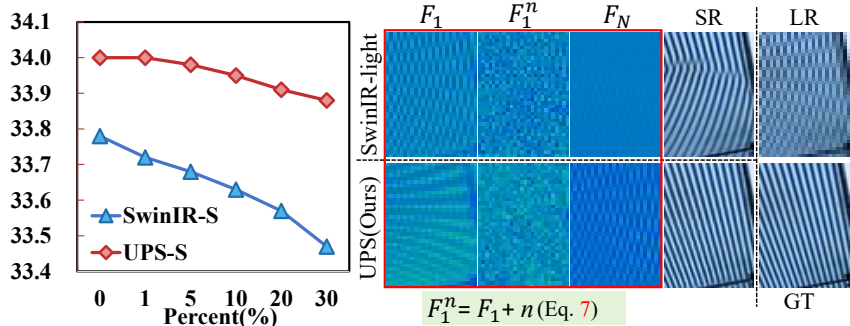 34.1
34.0
33.9
33.8
33.7
33.6
33.5
33.4
0 1 5 10 20 30
Percent(%)
SwinIR-S
UPS-S
F₁ F₁ⁿ F_N SR LR
SwinIR-light
UPS(Ours)
GT
F₁ⁿ= F₁+ n (Eq. 7)